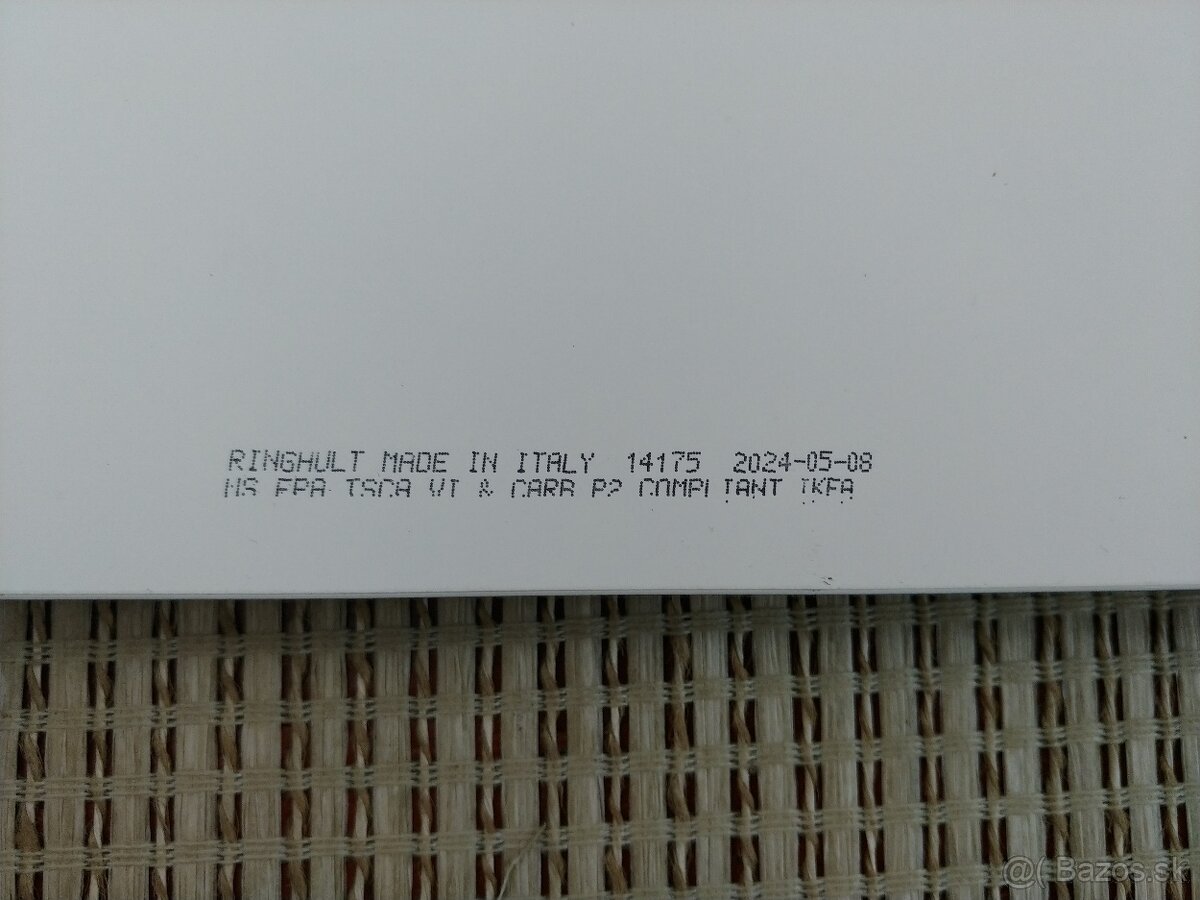 RINGHULT MADE IN ITALY 14175 2024-05-08
US EPA TSCA VI & CARB P2 COMPLIANT IKEA
@( Bazos.sk